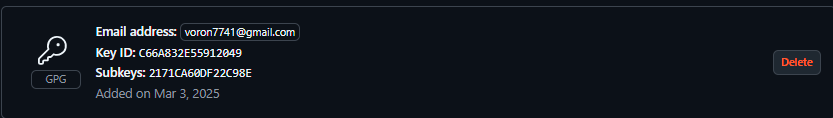 Email address: voron7741@gmail.com
Key ID: C66A832E55912049
GPG
Subkeys: 2171CA60DF22C98E
Added on Mar 3, 2025
Delete